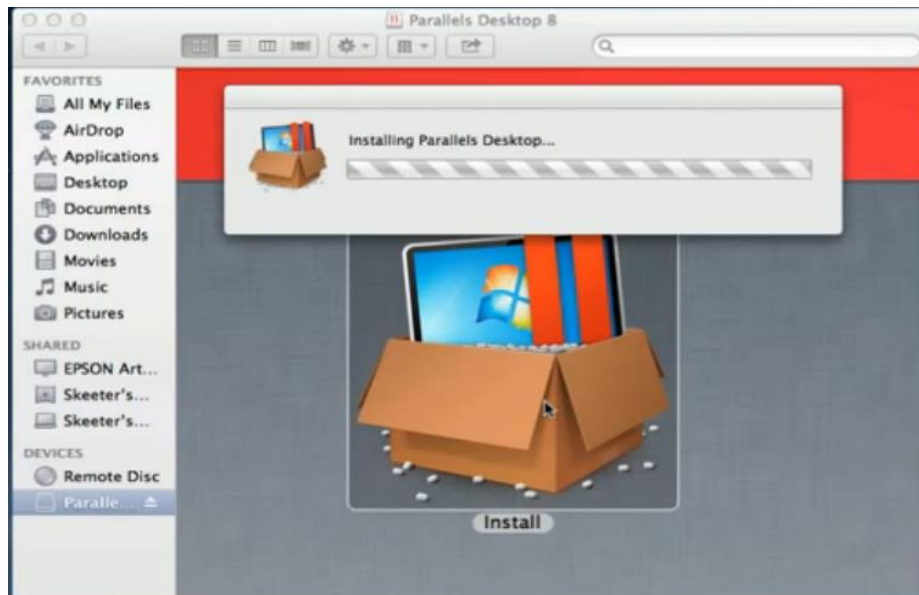 Parallels Desktop 8
FAVORITES
All My Files
AirDrop
Applications
Desktop
Documents
Downloads
Movies
Music
Pictures
SHARED
EPSON Art...
Skeeter's...
Skeeter's...
DEVICES
Remote Disc
Paralle...
Installing Parallels Desktop...
Install